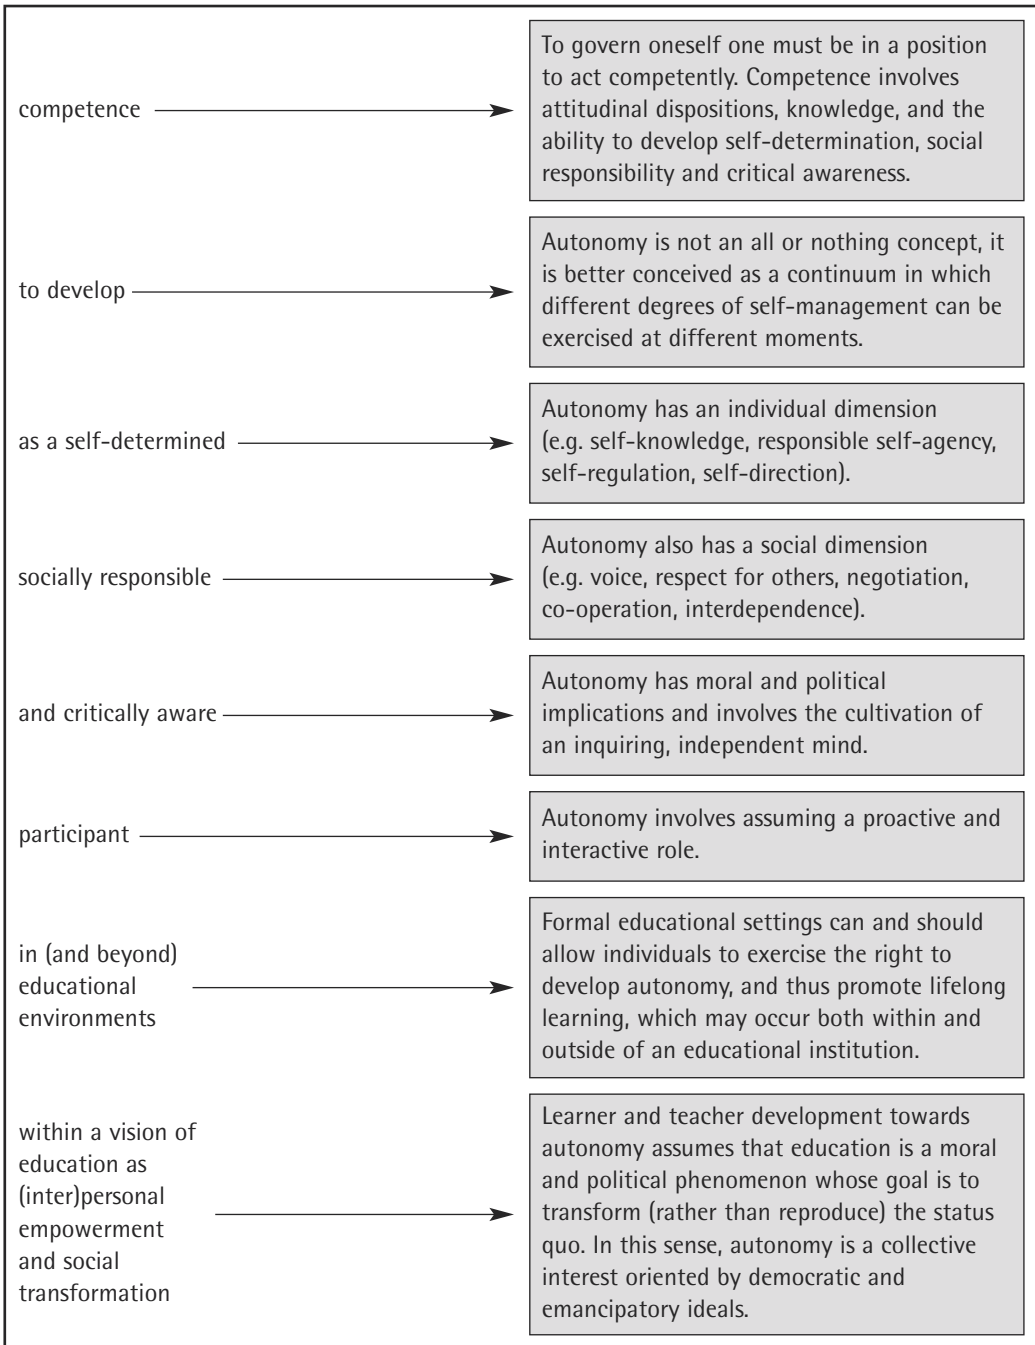 competence
To govern oneself one must be in a position
to act competently. Competence involves
attitudinal dispositions, knowledge, and the
ability to develop self-determination, social
responsibility and critical awareness.
to develop
Autonomy is not an all or nothing concept, it
is better conceived as a continuum in which
different degrees of self-management can be
exercised at different moments.
as a self-determined
Autonomy has an individual dimension
(e.g. self-knowledge, responsible self-agency,
self-regulation, self-direction).
socially responsible
Autonomy also has a social dimension
(e.g. voice, respect for others, negotiation,
co-operation, interdependence).
and critically aware
Autonomy has moral and political
implications and involves the cultivation of
an inquiring, independent mind.
participant
Autonomy involves assuming a proactive and
interactive role.
in (and beyond)
educational
environments
Formal educational settings can and should
allow individuals to exercise the right to
develop autonomy, and thus promote lifelong
learning, which may occur both within and
outside of an educational institution.
within a vision of
education as
(inter)personal
empowerment
and social
transformation
Learner and teacher development towards
autonomy assumes that education is a moral
and political phenomenon whose goal is to
transform (rather than reproduce) the status
quo. In this sense, autonomy is a collective
interest oriented by democratic and
emancipatory ideals.